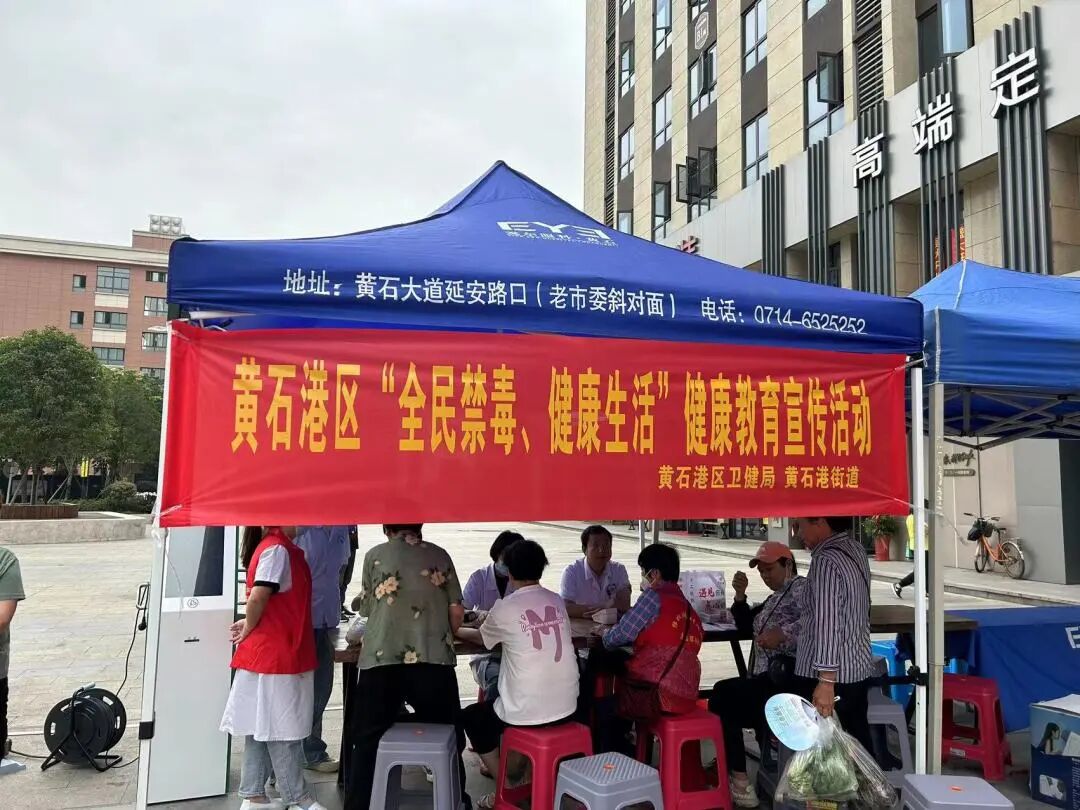 高端定
EYE
地址：黄石大道延安路口（老市委斜对面） 电话：0714-6525252
黄石港区“全民禁毒、健康生活”健康教育宣传活动
黄石港区卫健局 黄石港街道
遇见
M